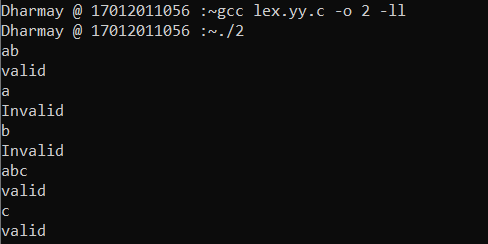 Dharmay @ 17012011056 :~gcc lex.yy.c -o 2 -ll
Dharmay @ 17012011056 :~./2
ab
valid
a
Invalid
b
Invalid
abc
valid
c
valid